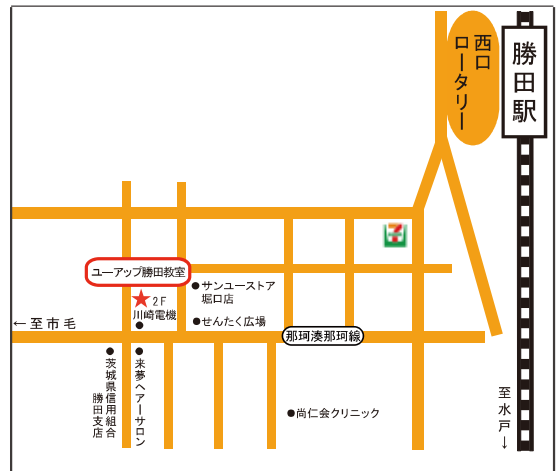 勝田駅
西口
ロータリー
ユーアップ勝田教室
2F
川崎電機
サンユーストア
堀口店
せんたく広場
←至市毛
那珂湊那珂線
茨城県信用組合
勝田支店
来夢ヘアーサロン
尚仁会クリニック
至水戸→